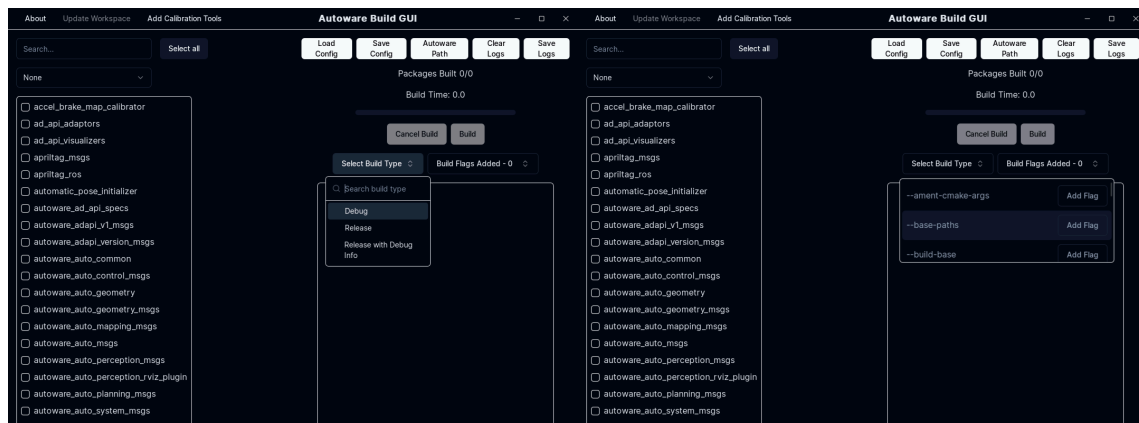 About Update Workspace Add Calibration Tools Autoware Build GUI
Search... Select all Load Config Save Config Autoware Path Clear Logs Save Logs
None
Packages Built 0/0
Build Time: 0.0
Cancel Build Build
Select Build Type Build Flags Added - 0
Search build type
Debug
Release
Release with Debug
Info
accel_brake_map_calibrator
ad_api_adaptors
ad_api_visualizers
apriltag_msgs
apriltag_ros
automatic_pose_initializer
autoware_ad_api_specs
autoware_adapi_v1_msgs
autoware_adapi_version_msgs
autoware_auto_common
autoware_auto_control_msgs
autoware_auto_geometry
autoware_auto_geometry_msgs
autoware_auto_mapping_msgs
autoware_auto_msgs
autoware_auto_perception_msgs
autoware_auto_perception_rviz_plugin
autoware_auto_planning_msgs
autoware_auto_system_msgs
About Update Workspace Add Calibration Tools Autoware Build GUI
Search... Select all Load Config Save Config Autoware Path Clear Logs Save Logs
None
Packages Built 0/0
Build Time: 0.0
Cancel Build Build
Select Build Type Build Flags Added - 0
--ament-cmake-args Add Flag
--base-paths Add Flag
--build-base Add Flag
accel_brake_map_calibrator
ad_api_adaptors
ad_api_visualizers
apriltag_msgs
apriltag_ros
automatic_pose_initializer
autoware_ad_api_specs
autoware_adapi_v1_msgs
autoware_adapi_version_msgs
autoware_auto_common
autoware_auto_control_msgs
autoware_auto_geometry
autoware_auto_geometry_msgs
autoware_auto_mapping_msgs
autoware_auto_msgs
autoware_auto_perception_msgs
autoware_auto_perception_rviz_plugin
autoware_auto_planning_msgs
autoware_auto_system_msgs